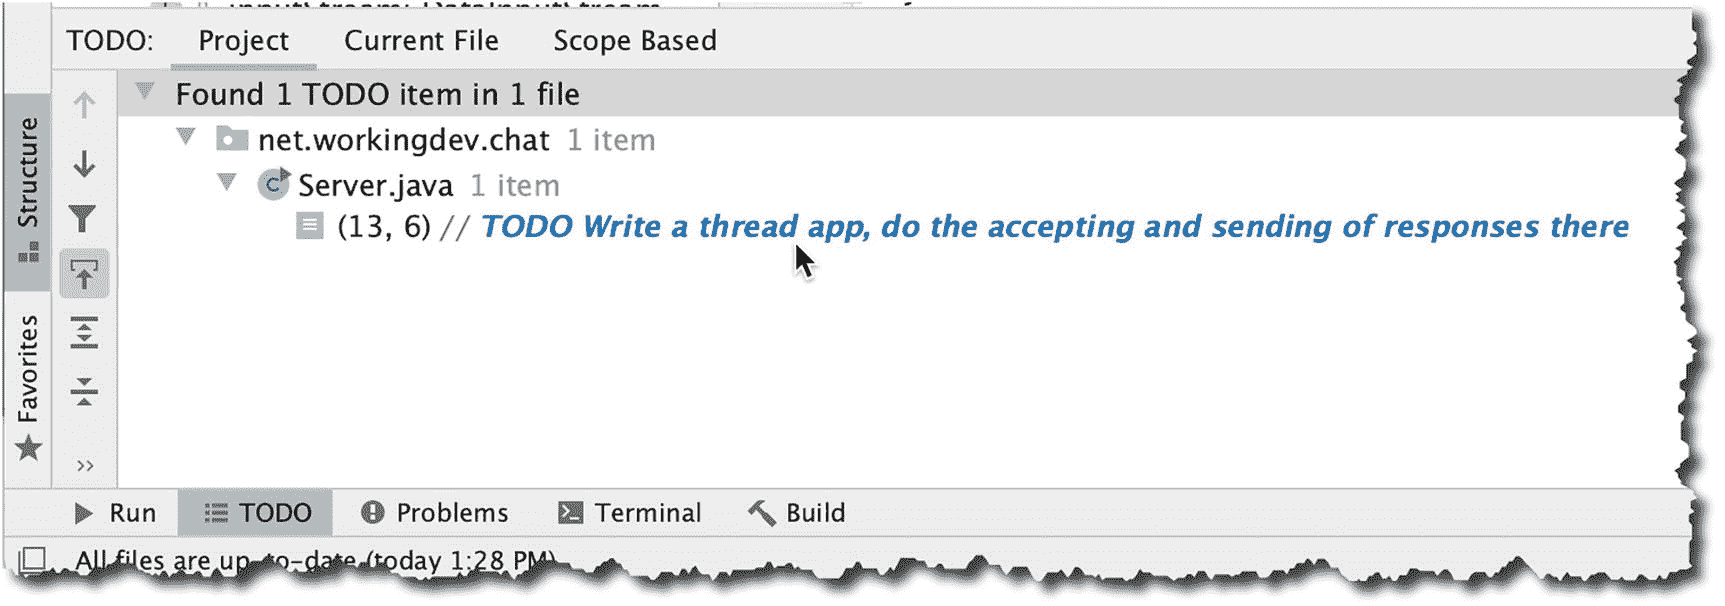 TODO: Project Current File Scope Based
Found 1 TODO item in 1 file
net.workingdev.chat 1 item
Server.java 1 item
(13, 6) // TODO Write a thread app, do the accepting and sending of responses there
Structure
Favorites
Run TODO Problems Terminal Build
All files are up-to-date (today 1:28 PM)